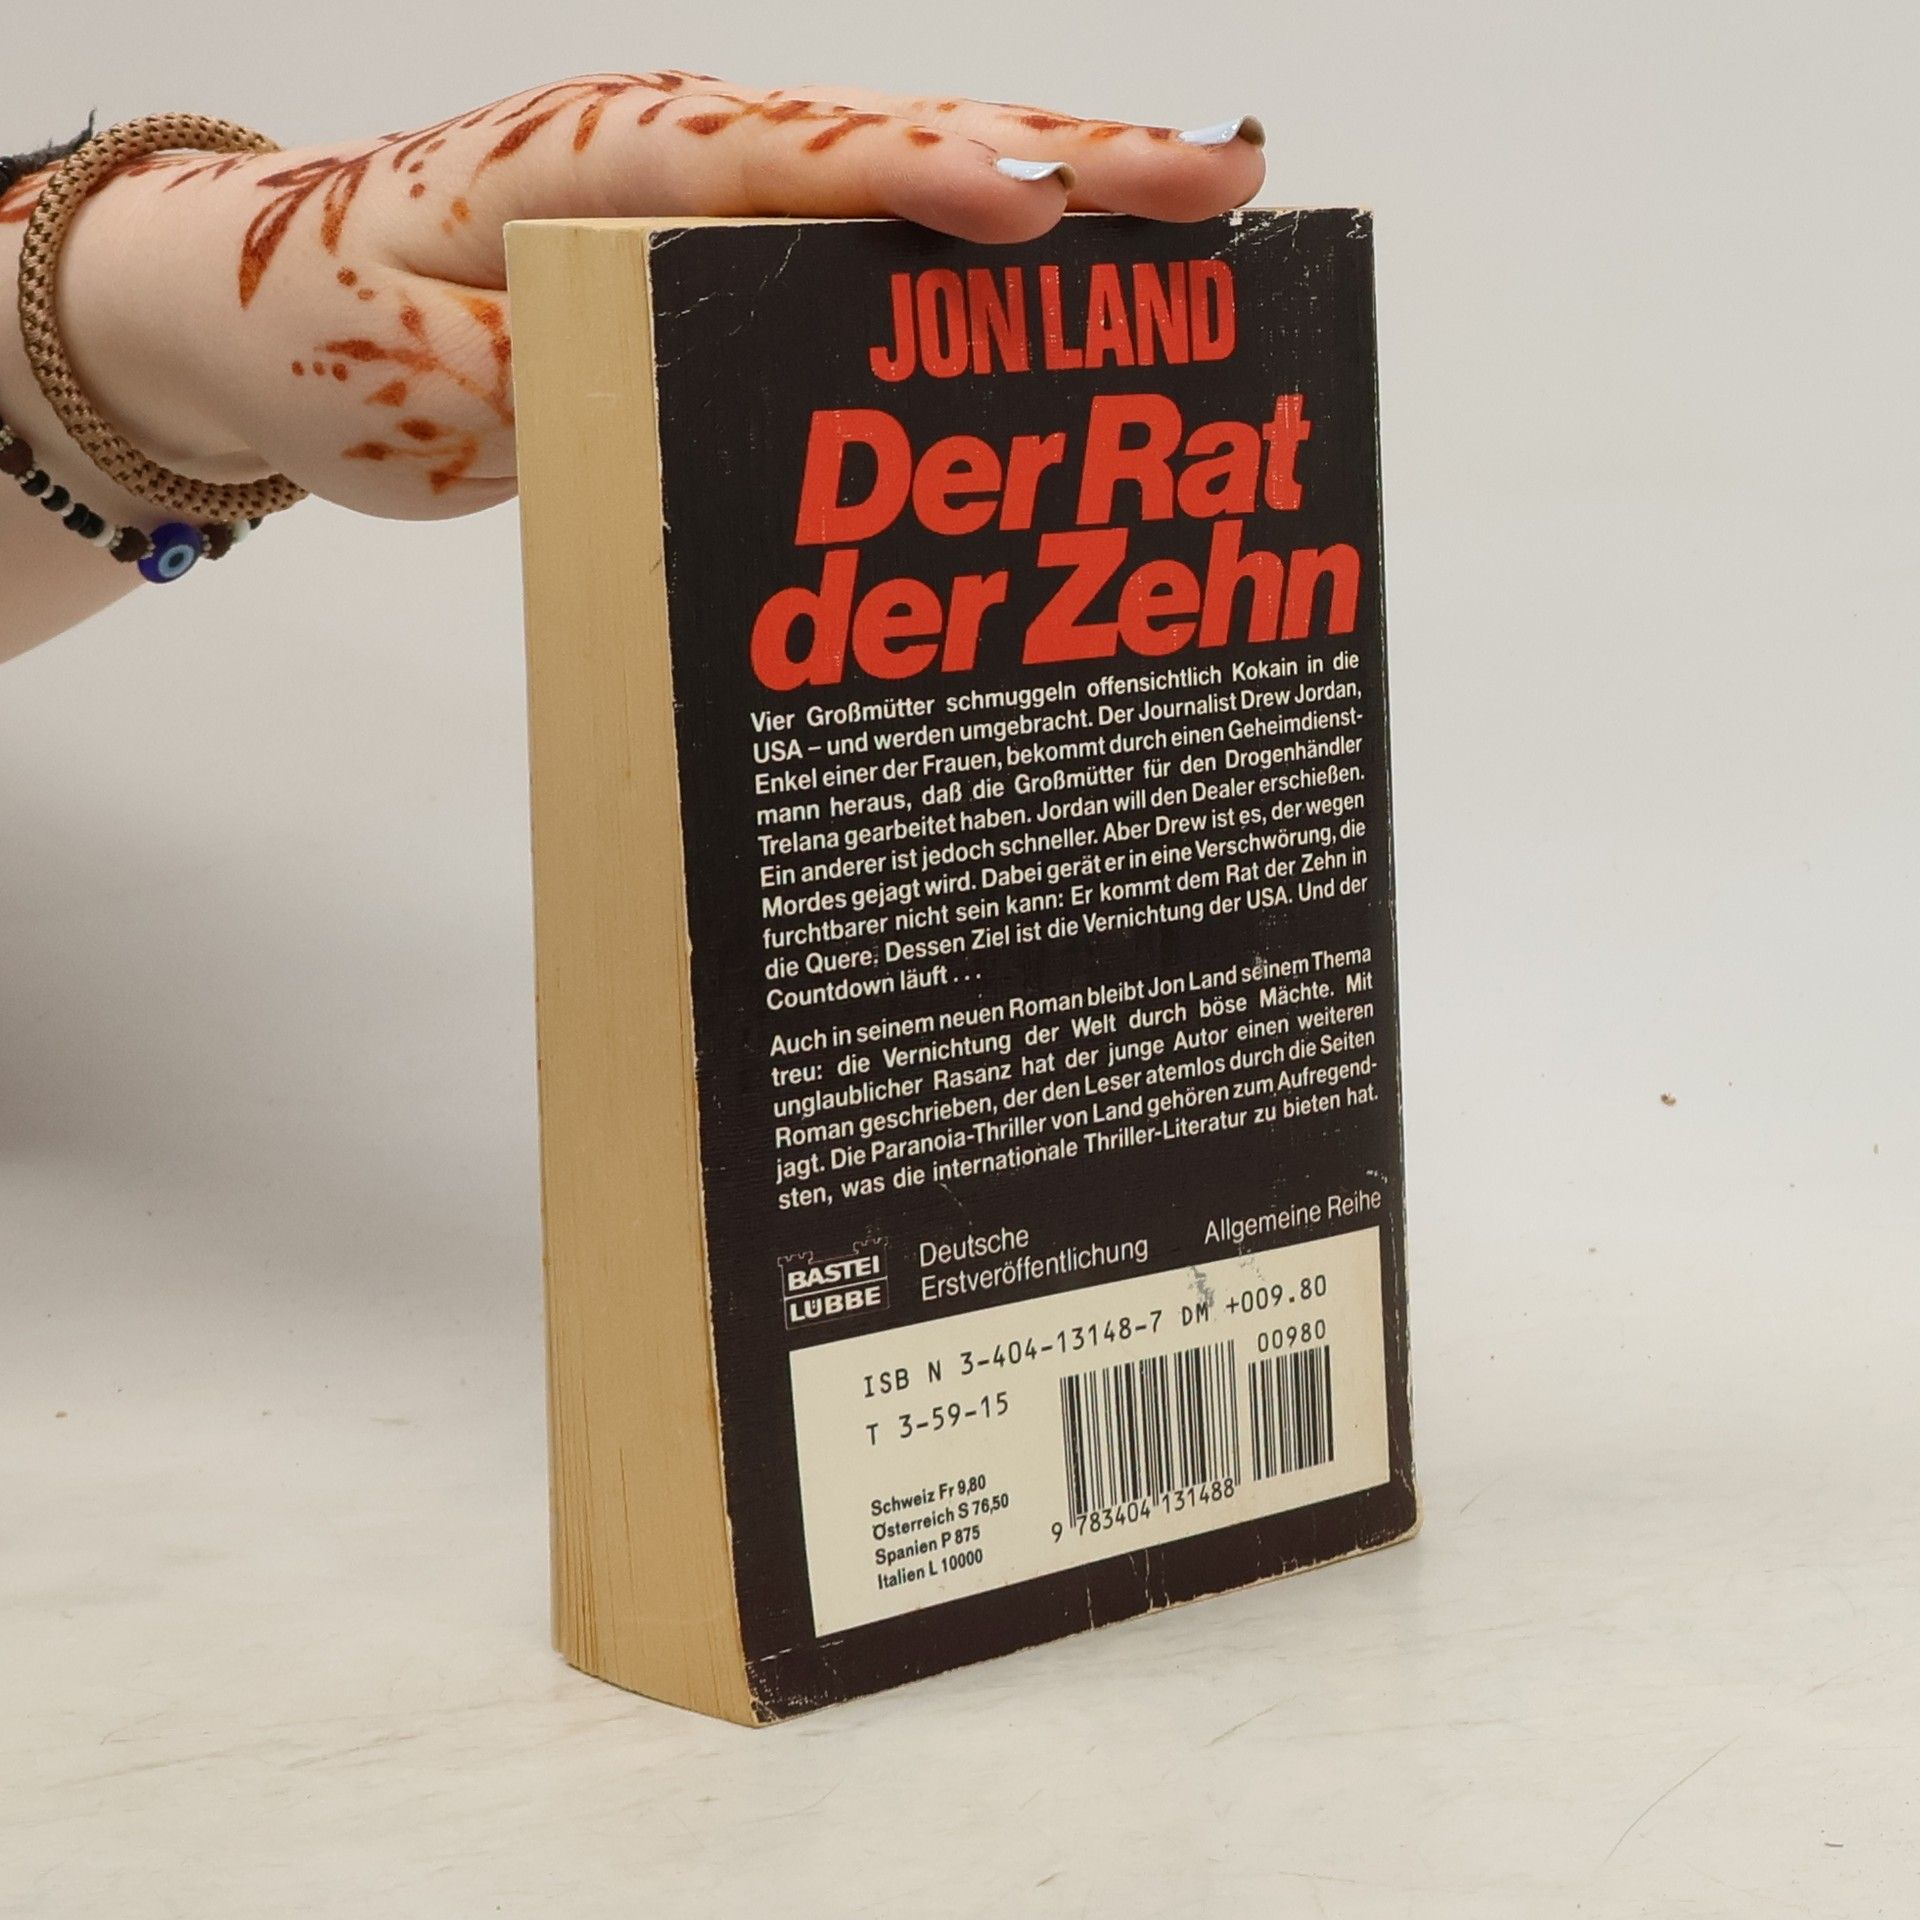 JON LAND
Der Rat
der Zehn
Vier Großmütter schmuggeln offensichtlich Kokain in die
USA – und werden umgebracht. Der Journalist Drew Jordan,
Enkel einer der Frauen, bekommt durch einen Geheimdienst-
mann heraus, daß die Großmütter für den Drogenhändler
Trelana gearbeitet haben. Jordan will den Dealer erschießen.
Ein anderer ist jedoch schneller. Aber Drew ist es, der wegen
Mordes gejagt wird. Dabei gerät er in eine Verschwörung, die
furchtbarer nicht sein kann: Er kommt dem Rat der Zehn in
die Quere. Dessen Ziel ist die Vernichtung der USA. Und der
Countdown läuft . . .
Auch in seinem neuen Roman bleibt Jon Land seinem Thema
treu: die Vernichtung der Welt durch böse Mächte. Mit
unglaublicher Rasanz hat der junge Autor einen weiteren
Roman geschrieben, der den Leser atemlos durch die Seiten
jagt. Die Paranoia-Thriller von Land gehören zum Aufregend-
sten, was die internationale Thriller-Literatur zu bieten hat.
BASTEI
LÜBBE
Deutsche
Erstveröffentlichung
Allgemeine Reihe
ISB N 3-404-13148-7 DM +009.80
T 3-59-15
00980
Schweiz Fr 9,80
Österreich S 76,50
Spanien P 875
Italien L 10000
9 783404 131488